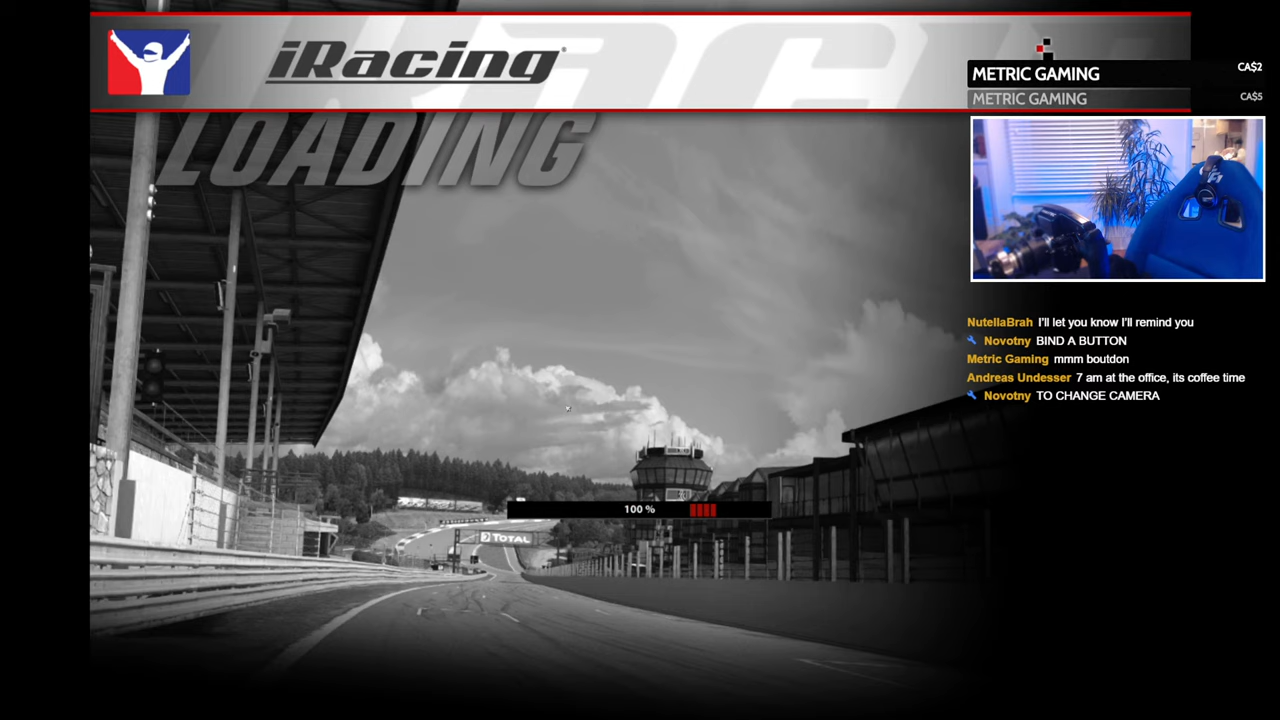 iRacing
METRIC GAMING CA$2
METRIC GAMING CA$5
LOADING
NutellaBrah I'll let you know I'll remind you
Novotny BIND A BUTTON
Metric Gaming mmm boutdon
Andreas Undesser 7 am at the office, its coffee time
Novotny TO CHANGE CAMERA
100 %
TOTAL